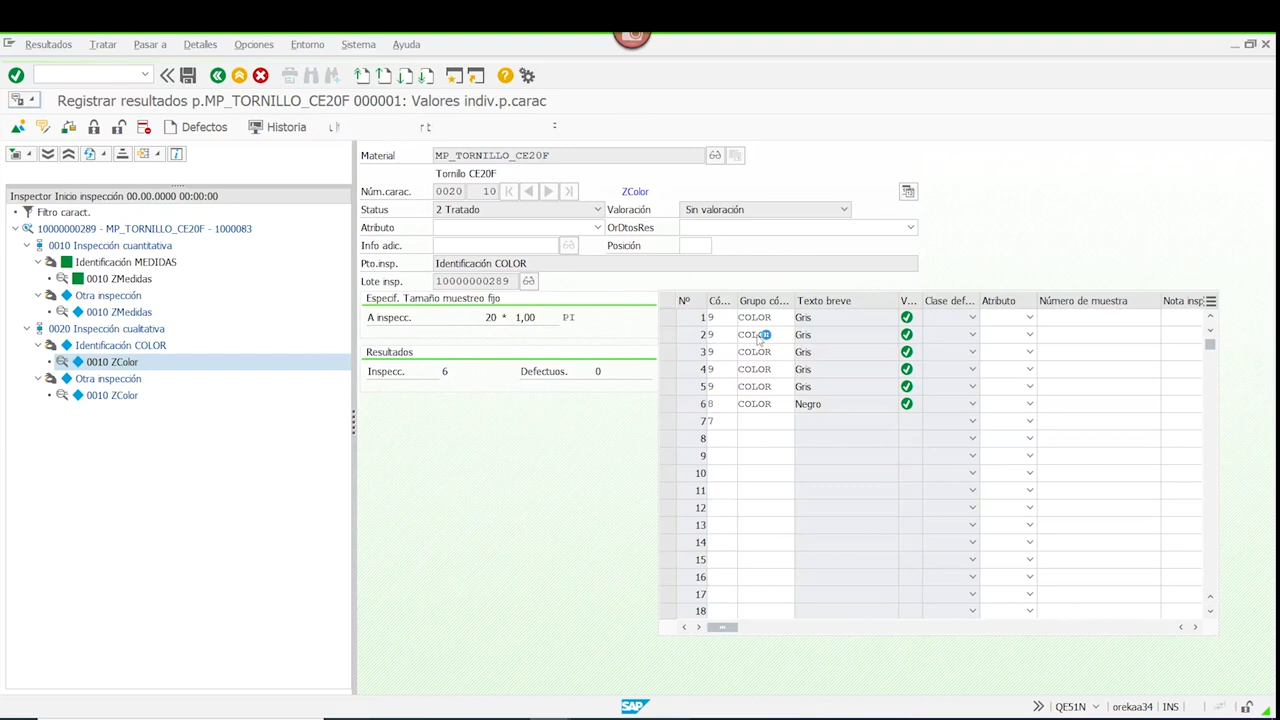 Resultados Tratar Pasar a Detalles Opciones Entorno Sistema Ayuda
Registrar resultados p.MP_TORNILLO_CE20F 000001: Valores indiv.p.carac
Defectos Historia
Inspector Inicio inspección 00.00.0000 00:00:00
Filtro caract.
10000000289 - MP_TORNILLO_CE20F - 1000083
0010 Inspección cuantitativa
Identificación MEDIDAS
0010 ZMedidas
Otra inspección
0010 ZMedidas
0020 Inspección cualitativa
Identificación COLOR
0010 ZColor
Otra inspección
0010 ZColor
Material MP_TORNILLO_CE20F
Tornilo CE20F
Núm.carac. 0020 10 ZColor
Status 2 Tratado Valoración Sin valoración
Atributo OrDtosRes
Info adic. Posición
Pto.insp. Identificación COLOR
Lote insp. 10000000289
Especif. Tamaño muestreo fijo
A inspecc. 20 * 1,00 PI
Resultados
Inspecc. 6 Defectuos. 0
Nº Có... Grupo có... Texto breve V... Clase def... Atributo Número de muestra Nota insp
1 9 COLOR Gris
2 9 COLOR Gris
3 9 COLOR Gris
4 9 COLOR Gris
5 9 COLOR Gris
6 8 COLOR Negro
7 7
8
9
10
11
12
13
14
15
16
17
18
SAP QE51N orekaa34 INS